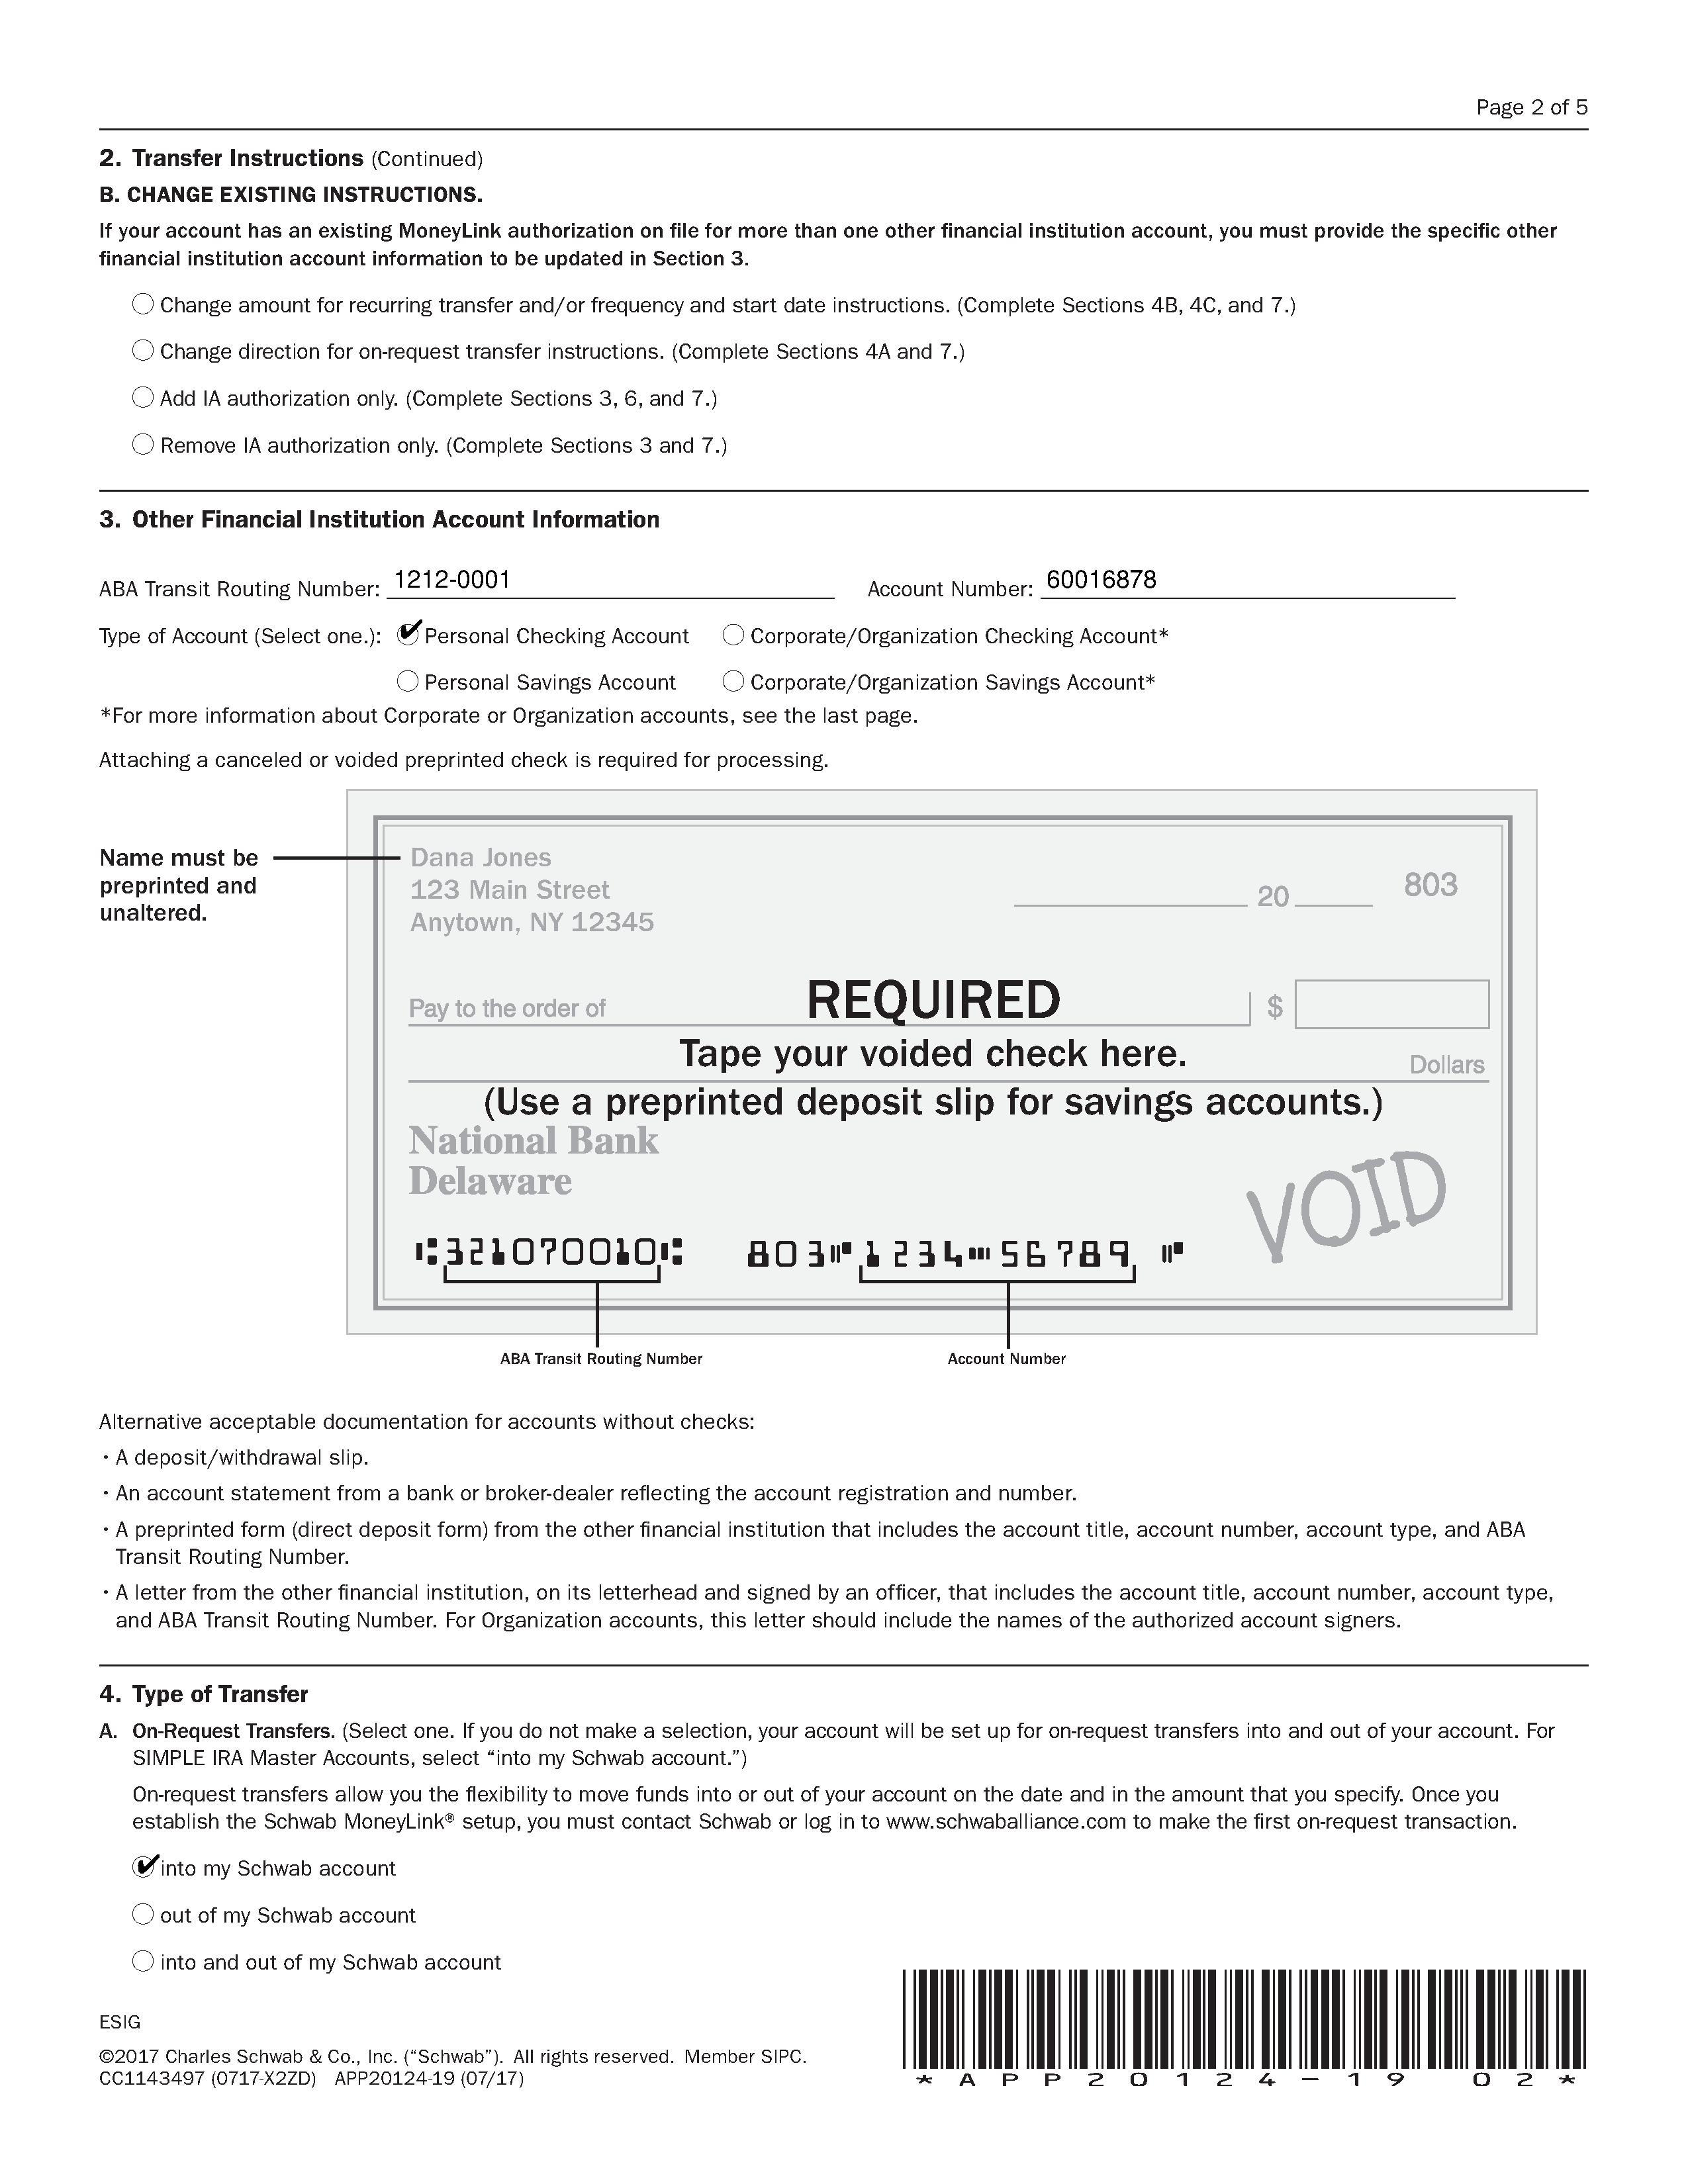 Page 2 of 5
2. Transfer Instructions (Continued)
B. CHANGE EXISTING INSTRUCTIONS.
If your account has an existing MoneyLink authorization on file for more than one other financial institution account, you must provide the specific other
financial institution account information to be updated in Section 3.
Change amount for recurring transfer and/or frequency and start date instructions. (Complete Sections 4B, 4C, and 7.)
Change direction for on-request transfer instructions. (Complete Sections 4A and 7.)
Add IA authorization only. (Complete Sections 3, 6, and 7.)
Remove IA authorization only. (Complete Sections 3 and 7.)
3. Other Financial Institution Account Information
ABA Transit Routing Number: 1212-0001 Account Number: 60016878
Type of Account (Select one.): Personal Checking Account Corporate/Organization Checking Account*
Personal Savings Account Corporate/Organization Savings Account*
*For more information about Corporate or Organization accounts, see the last page.
Attaching a canceled or voided preprinted check is required for processing.
Name must be
preprinted and
unaltered.
Dana Jones
123 Main Street
Anytown, NY 12345
20 803
Pay to the order of REQUIRED $
Tape your voided check here.
Dollars
(Use a preprinted deposit slip for savings accounts.)
National Bank
Delaware
VOID
⑆321070010⑆ 803⑈1234⑉56789 ⑈
ABA Transit Routing Number Account Number
Alternative acceptable documentation for accounts without checks:
• A deposit/withdrawal slip.
• An account statement from a bank or broker-dealer reflecting the account registration and number.
• A preprinted form (direct deposit form) from the other financial institution that includes the account title, account number, account type, and ABA
Transit Routing Number.
• A letter from the other financial institution, on its letterhead and signed by an officer, that includes the account title, account number, account type,
and ABA Transit Routing Number. For Organization accounts, this letter should include the names of the authorized account signers.
4. Type of Transfer
A. On-Request Transfers. (Select one. If you do not make a selection, your account will be set up for on-request transfers into and out of your account. For
SIMPLE IRA Master Accounts, select “into my Schwab account.”)
On-request transfers allow you the flexibility to move funds into or out of your account on the date and in the amount that you specify. Once you
establish the Schwab MoneyLink® setup, you must contact Schwab or log in to www.schwaballiance.com to make the first on-request transaction.
into my Schwab account
out of my Schwab account
into and out of my Schwab account
ESIG
©2017 Charles Schwab & Co., Inc. (“Schwab”). All rights reserved. Member SIPC.
CC1143497 (0717-X2ZD) APP20124-19 (07/17)
*APP20124-19 02*